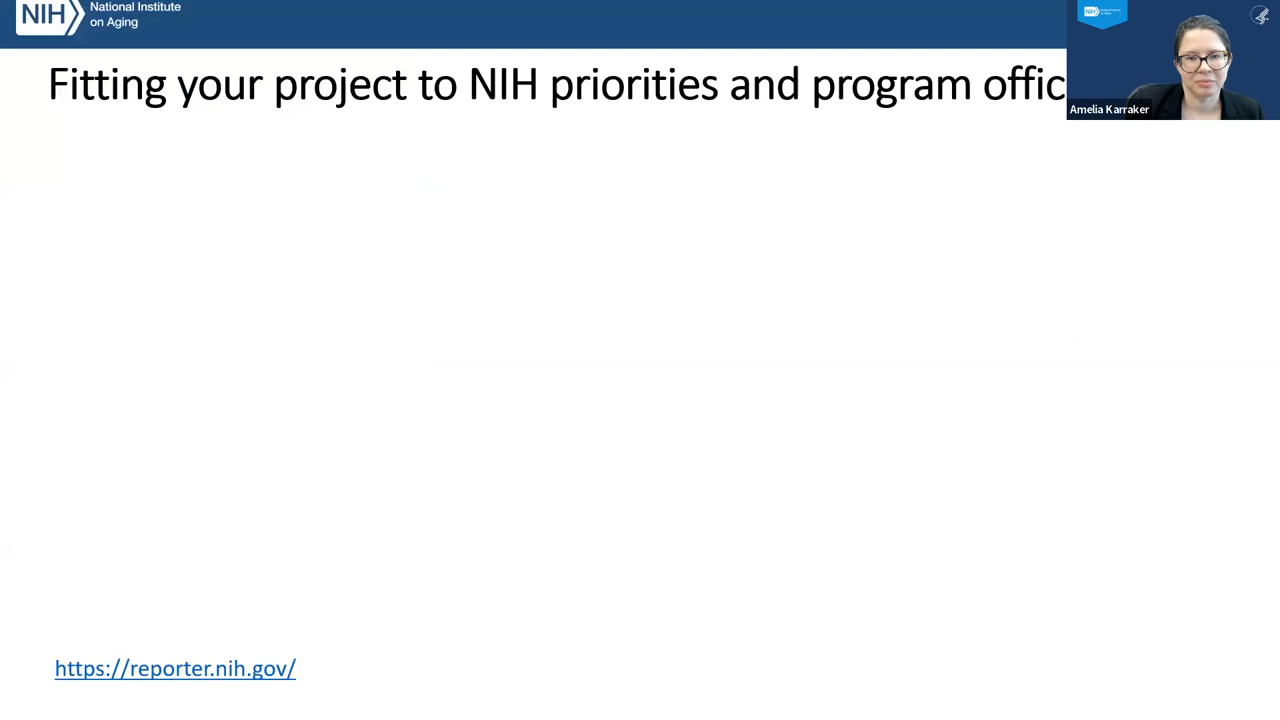 NIH
National Institute
on Aging
Fitting your project to NIH priorities and program offic
Amelia Karraker
https://reporter.nih.gov/